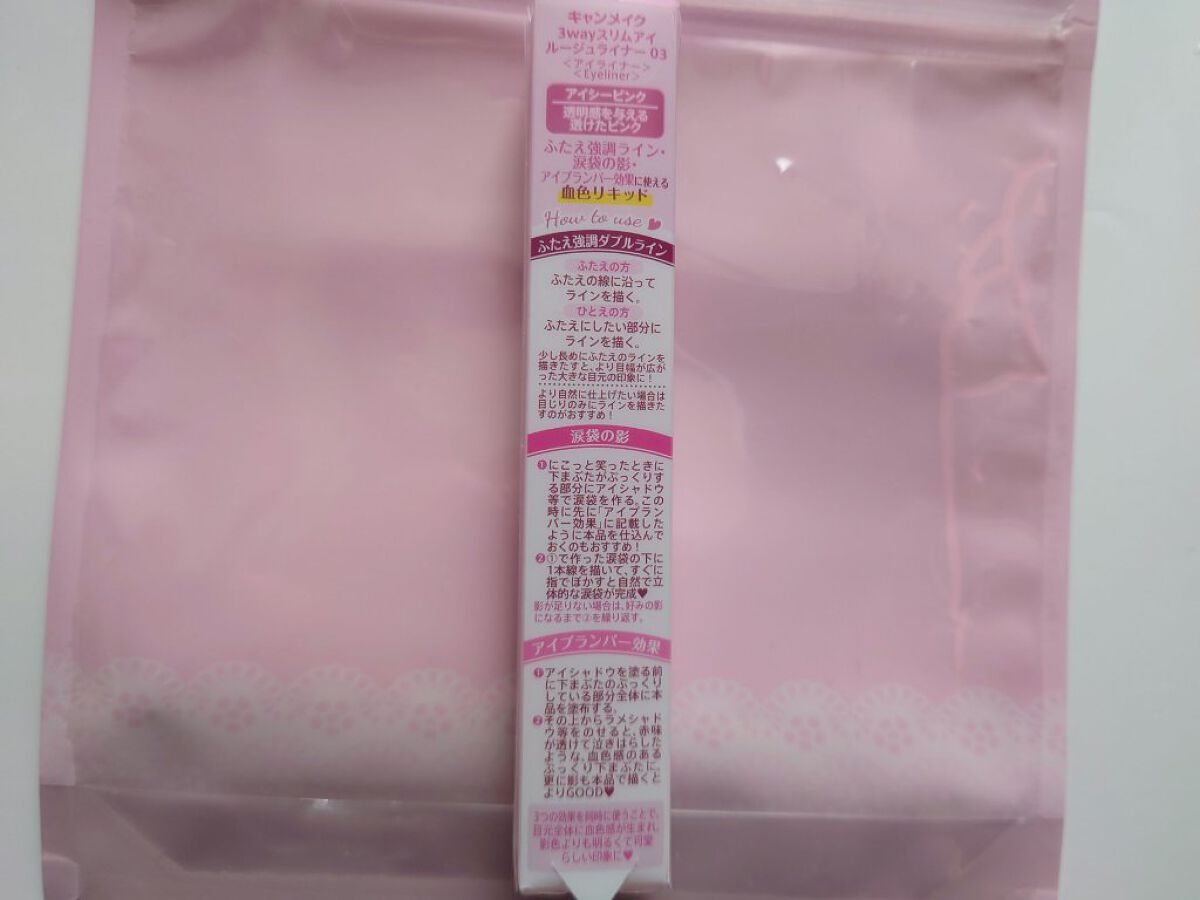 キャンメイク
3wayスリムアイ
ルージュライナー 03
<アイライナー>
<Eyeliner>
アイシーピンク
透明感を与える
透けたピンク
ふたえ強調ライン・
涙袋の影・
アイプランパー効果に使える
血色リキッド
How to use
ふたえ強調ダブルライン
ふたえの方
ふたえの線に沿って
ラインを描く。
ひとえの方
ふたえにしたい部分に
ラインを描く。
少し長めにふたえのラインを
描きたすと、より目幅が広が
った大きな目元の印象に!
より自然に仕上げたい場合は
目じりのみにラインを描きた
すのがおすすめ!
涙袋の影
❶にこっと笑ったときに
下まぶたがぷっくりす
る部分にアイシャドウ
等で涙袋を作る。この
時に先に「アイプラン
パー効果」に記載した
ように本品を仕込んで
おくのもおすすめ!
❷①で作った涙袋の下に
1本線を描いて、すぐに
指でぼかすと自然で立
体的な涙袋が完成♥
影が足りない場合は、好みの影
になるまで②を繰り返す。
アイプランパー効果
❶アイシャドウを塗る前
に下まぶたのぷっくり
している部分全体に本
品を塗布する。
❷その上からラメシャド
ウ等をのせると、赤味
が透けて泣きはらした
ような、血色感のある
ぷっくり下まぶたに。
更に影も本品で描くと
よりGOOD♥
3つの効果を同時に使うことで、
目元全体に血色感が生まれ、
影色よりも明るくて可愛
らしい印象に♥